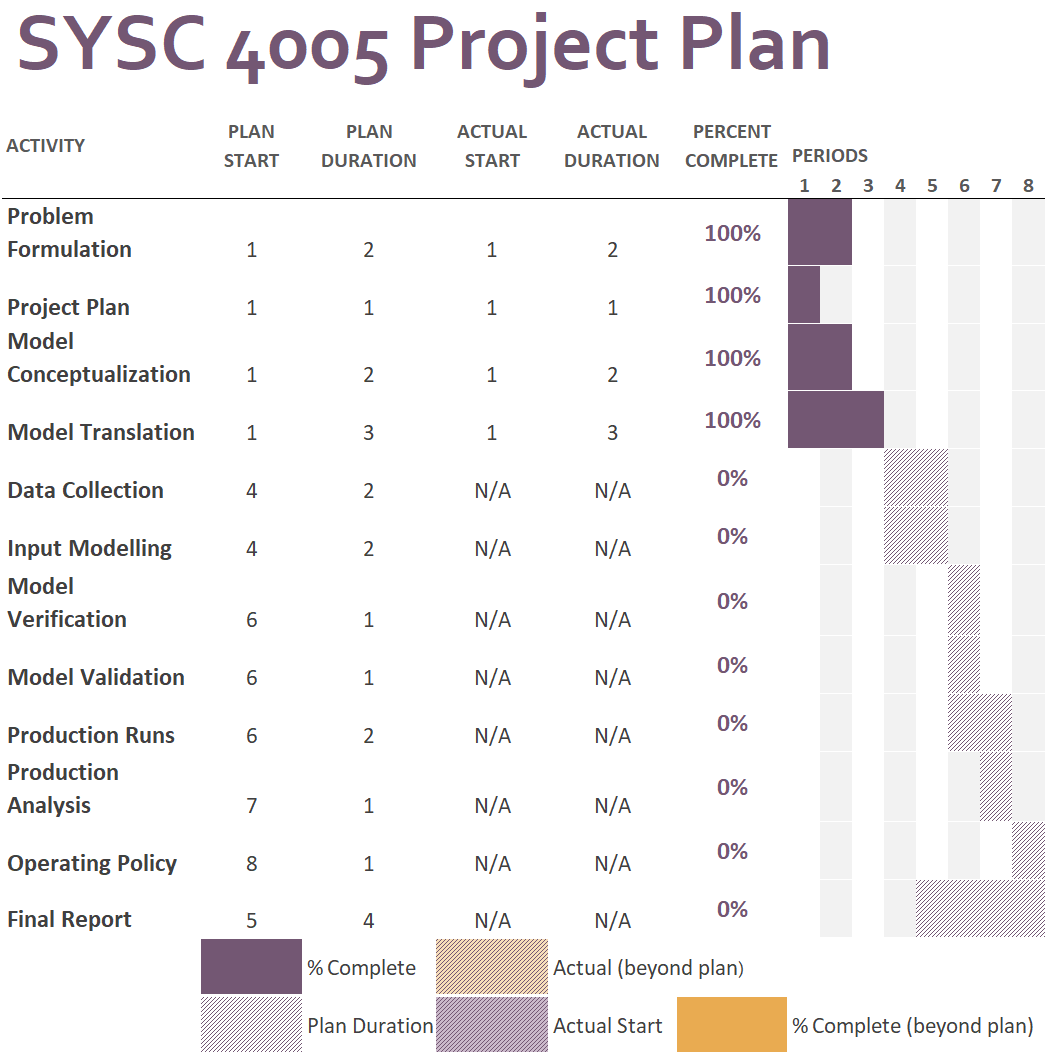 SYSC 4005 Project Plan
ACTIVITY PLAN START PLAN DURATION ACTUAL START ACTUAL DURATION PERCENT COMPLETE PERIODS
1 2 3 4 5 6 7 8
Problem Formulation 1 2 1 2 100%
Project Plan 1 1 1 1 100%
Model Conceptualization 1 2 1 2 100%
Model Translation 1 3 1 3 100%
Data Collection 4 2 N/A N/A 0%
Input Modelling 4 2 N/A N/A 0%
Model Verification 6 1 N/A N/A 0%
Model Validation 6 1 N/A N/A 0%
Production Runs 6 2 N/A N/A 0%
Production Analysis 7 1 N/A N/A 0%
Operating Policy 8 1 N/A N/A 0%
Final Report 5 4 N/A N/A 0%
% Complete Actual (beyond plan)
Plan Duration Actual Start % Complete (beyond plan)